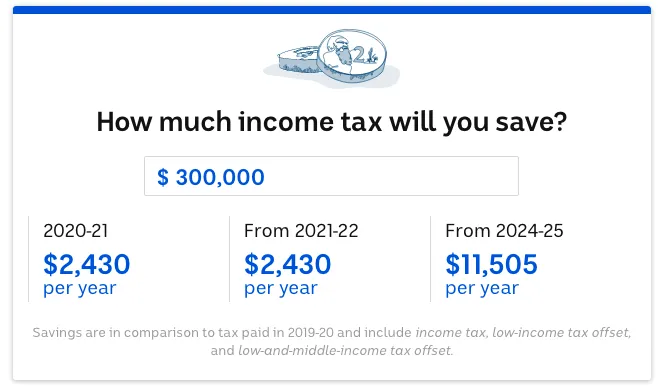 2
How much income tax will you save?
$ 300,000
2020-21
$2,430
per year
From 2021-22
$2,430
per year
From 2024-25
$11,505
per year
Savings are in comparison to tax paid in 2019-20 and include income tax, low-income tax offset,
and low-and-middle-income tax offset.